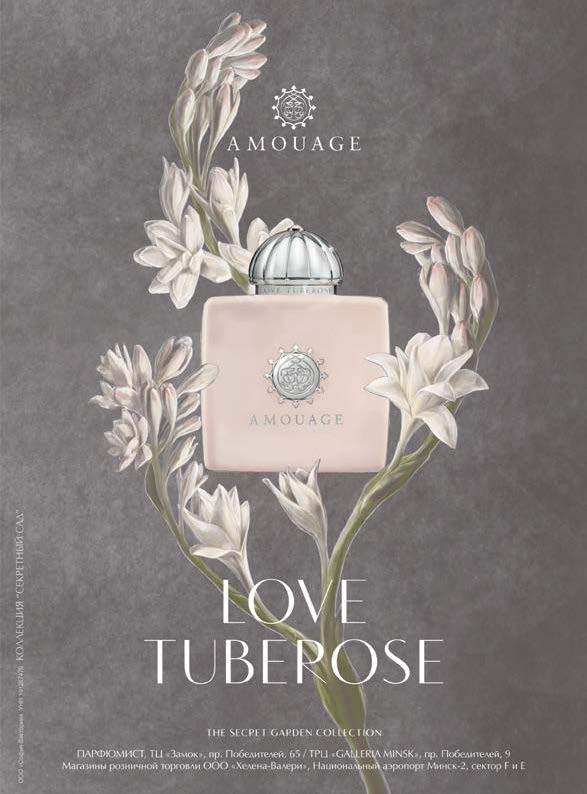 AMOUAGE
LOVE TUBEROSE
AMOUAGE
LOVE
TUBEROSE
THE SECRET GARDEN COLLECTION
ПАРФЮМИСТ, ТЦ «Замок», пр. Победителей, 65 / ТРЦ «GALLERIA MINSK», пр. Победителей, 9
Магазины розничной торговли ООО «Хелена-Валери», Национальный аэропорт Минск-2, сектор F и E
КОЛЛЕКЦИЯ "СЕКРЕТНЫЙ САД"